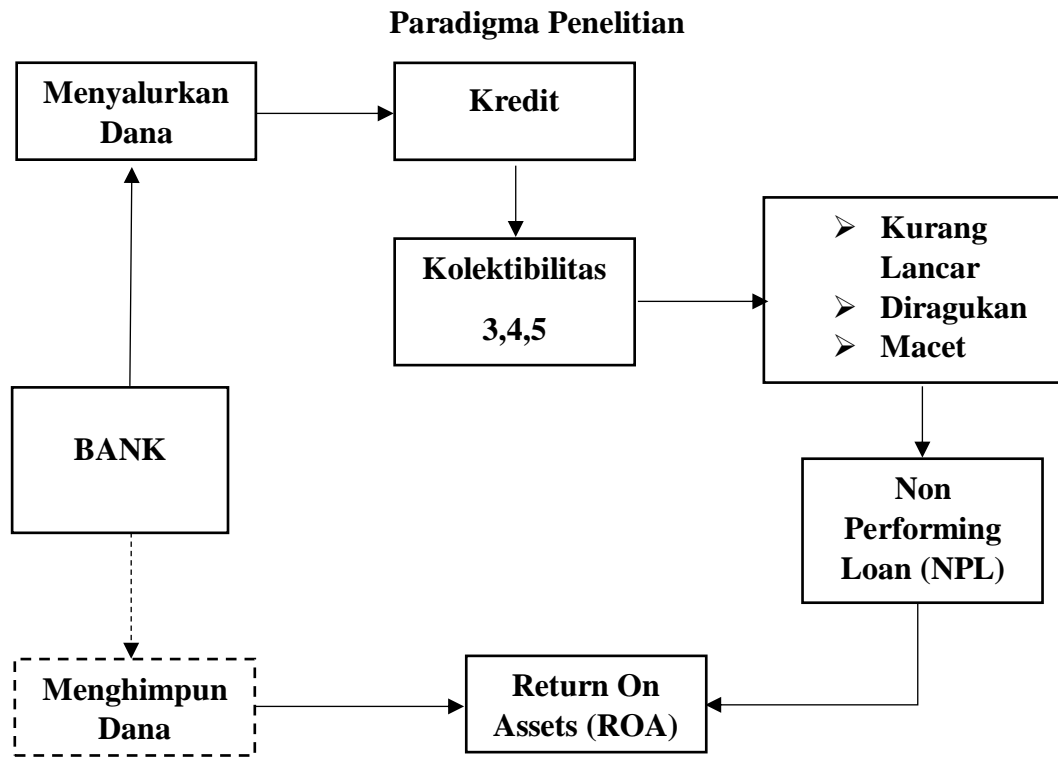 Paradigma Penelitian
Menyalurkan
Dana
Kredit
Kolektibilitas
3,4,5
➢ Kurang
Lancar
➢ Diragukan
➢ Macet
BANK
Non
Performing
Loan (NPL)
Menghimpun
Dana
Return On
Assets (ROA)